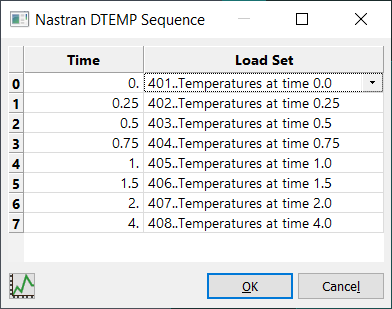 Nastran DTEMP Sequence
Time Load Set
0 0. 401..Temperatures at time 0.0
1 0.25 402..Temperatures at time 0.25
2 0.5 403..Temperatures at time 0.5
3 0.75 404..Temperatures at time 0.75
4 1. 405..Temperatures at time 1.0
5 1.5 406..Temperatures at time 1.5
6 2. 407..Temperatures at time 2.0
7 4. 408..Temperatures at time 4.0
OK Cancel